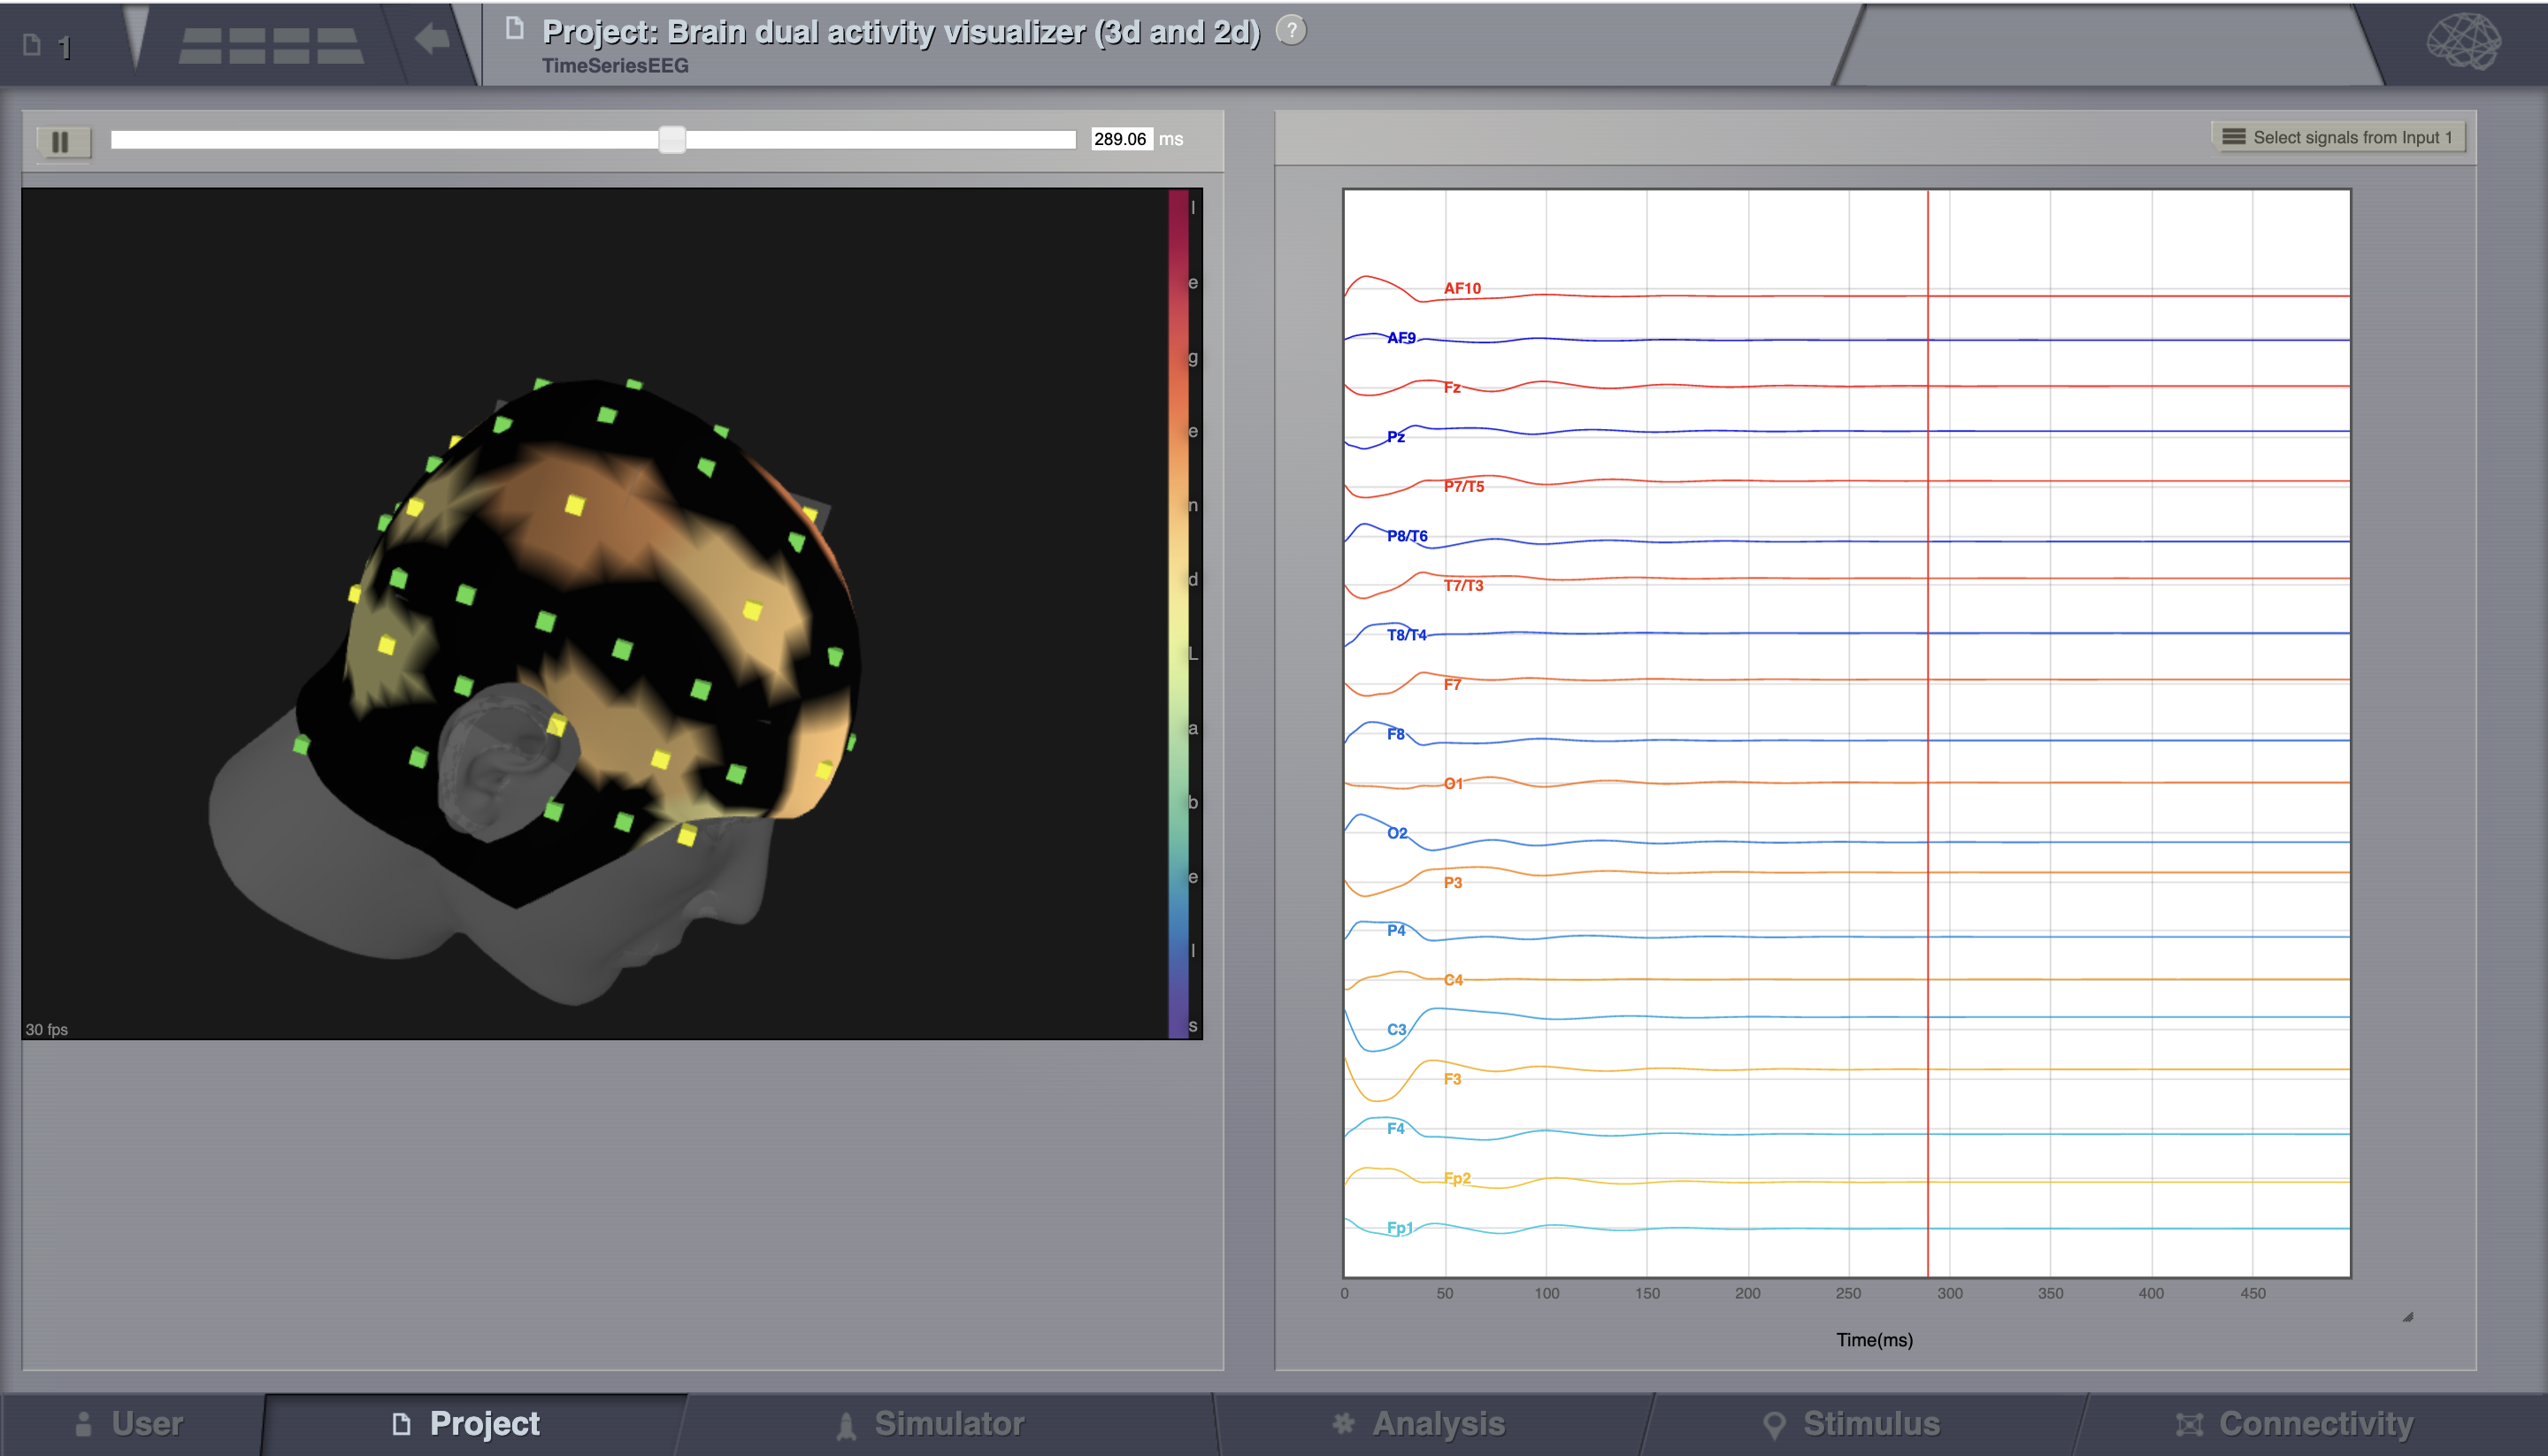 1
Project: Brain dual activity visualizer (3d and 2d) ?
TimeSeriesEEG
289.06 ms
Select signals from Input 1
l
e
g
e
n
d
L
a
b
e
l
s
30 fps
AF10
AF9
Fz
Pz
P7/T5
P8/T6
T7/T3
T8/T4
F7
F8
O1
O2
P3
P4
C4
C3
F3
F4
Fp2
Fp1
0 50 100 150 200 250 300 350 400 450
Time(ms)
User Project Simulator Analysis Stimulus Connectivity